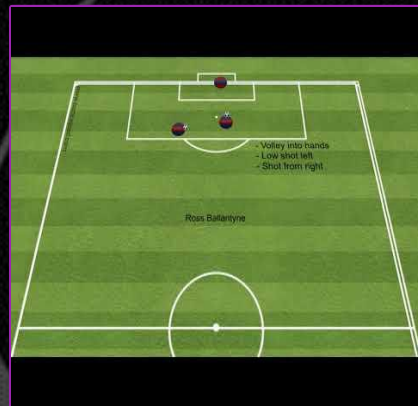 - Volley into hands
- Low shot left
- Shot from right
Ross Ballantyne